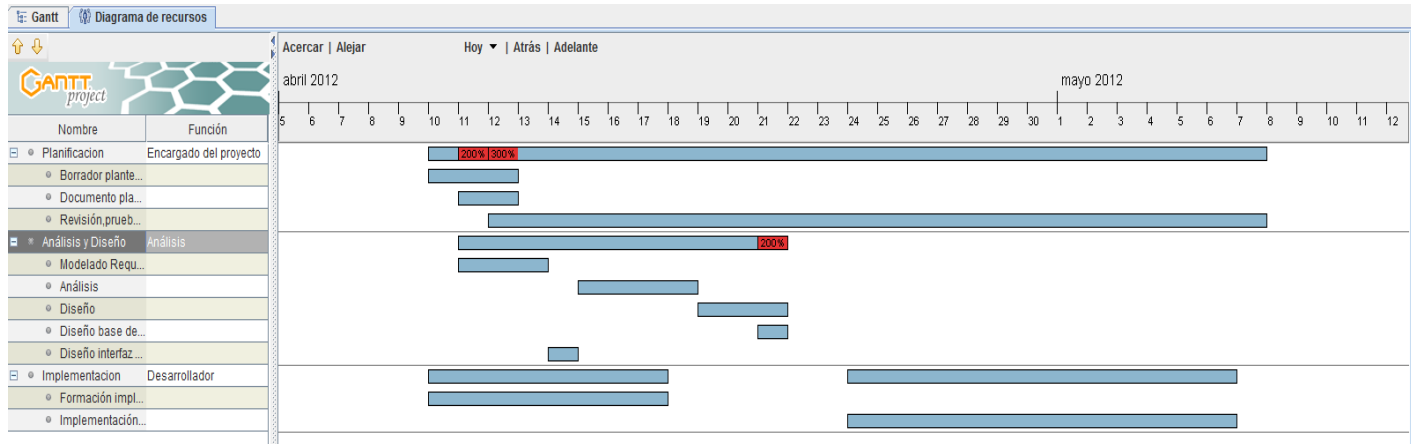 Gantt Diagrama de recursos
Acercar | Alejar Hoy ▼ | Atrás | Adelante
GANTT project
abril 2012 mayo 2012
5 6 7 8 9 10 11 12 13 14 15 16 17 18 19 20 21 22 23 24 25 26 27 28 29 30 1 2 3 4 5 6 7 8 9 10 11 12
Nombre Función
Planificacion Encargado del proyecto 200% 300%
Borrador plante...
Documento pla...
Revisión,prueb...
Análisis y Diseño Análisis 200%
Modelado Requ...
Análisis
Diseño
Diseño base de...
Diseño interfaz ...
Implementacion Desarrollador
Formación impl...
Implementación...